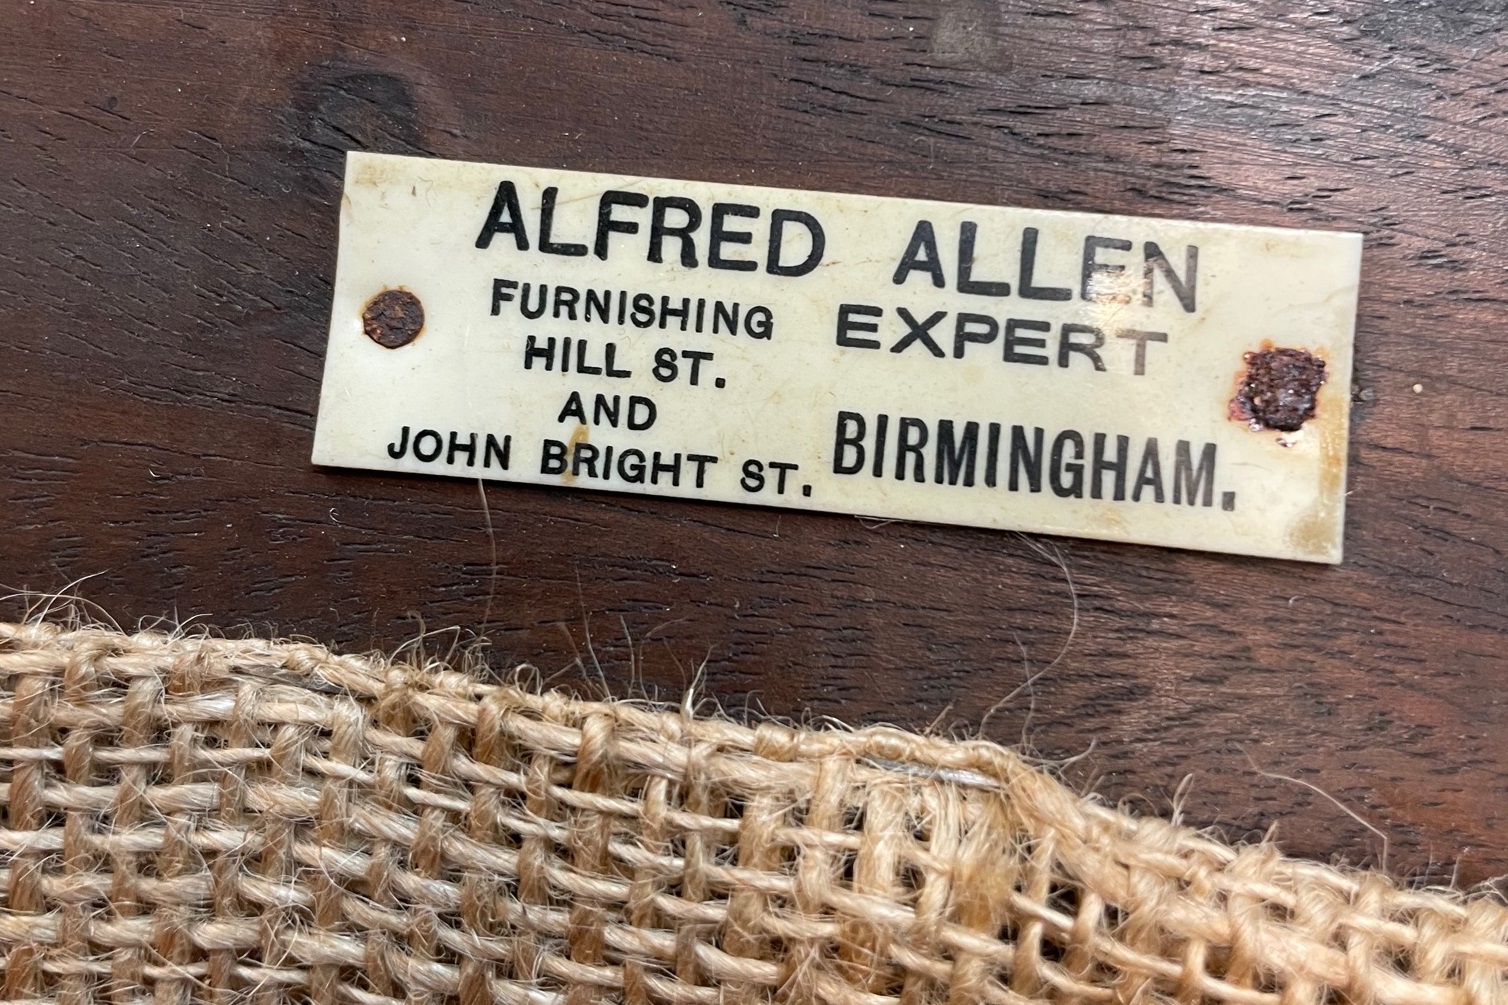 ALFRED ALLEN
FURNISHING EXPERT
HILL ST.
AND
JOHN BRIGHT ST. BIRMINGHAM.